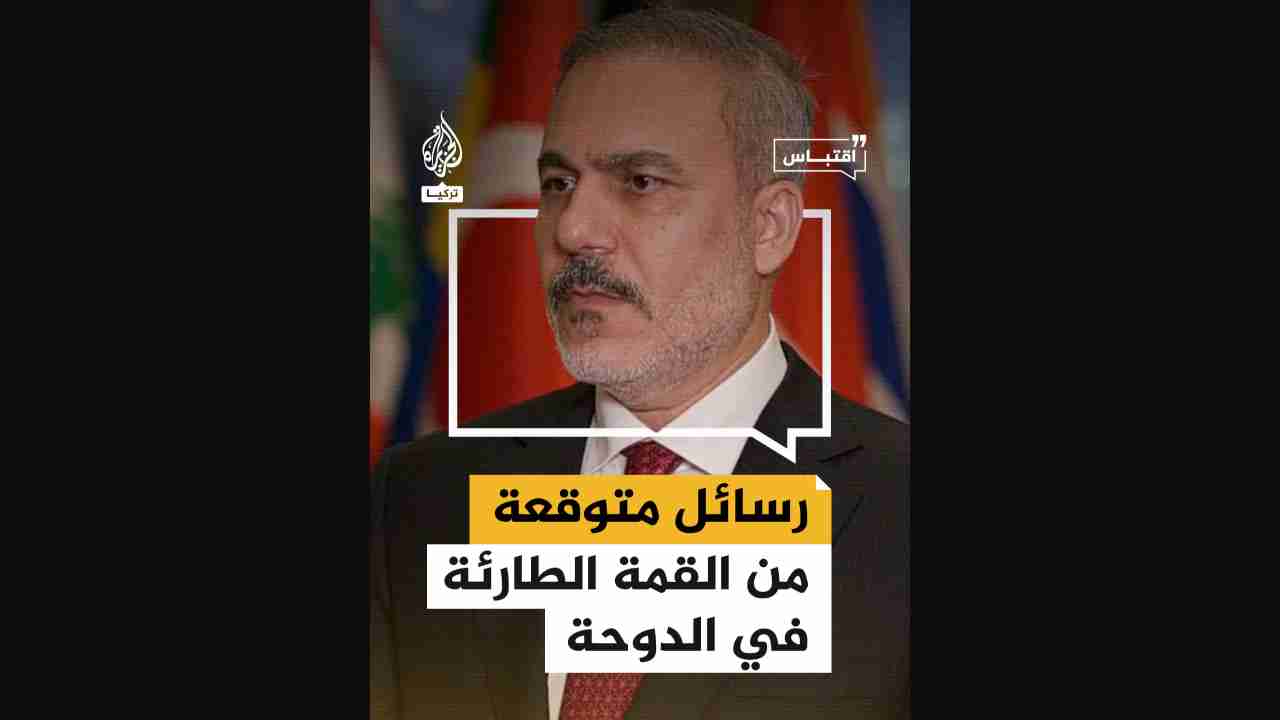 الجزيرة
تركيا
اقتباس
رسائل متوقعة
من القمة الطارئة
في الدوحة